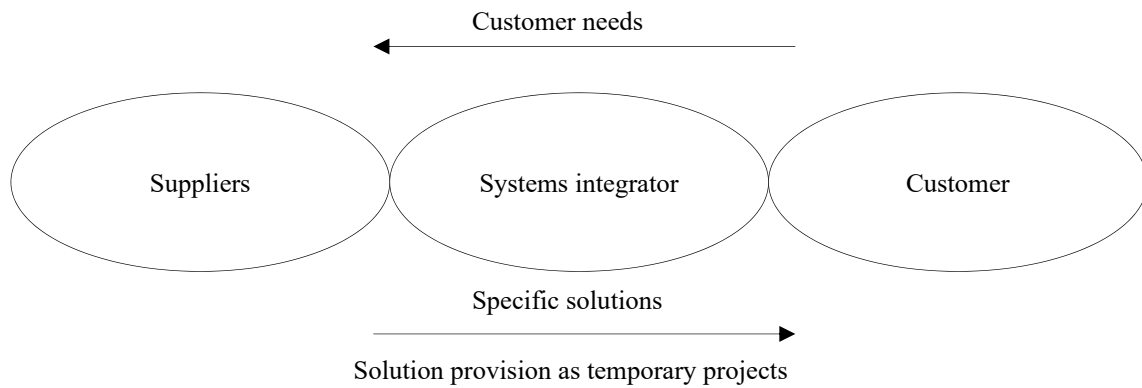 Customer needs
Suppliers
Systems integrator
Customer
Specific solutions
Solution provision as temporary projects